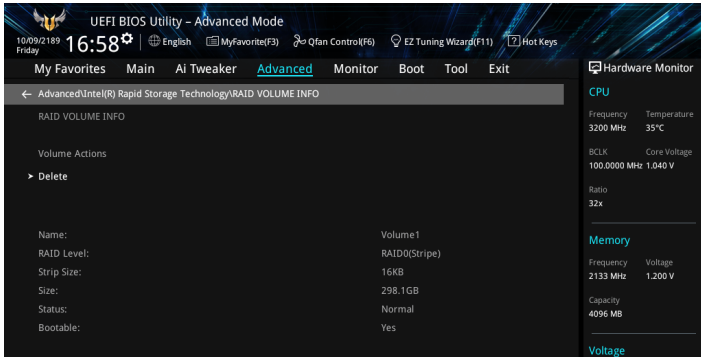 UEFI BIOS Utility – Advanced Mode
10/09/2189 Friday 16:58 English MyFavorite(F3) Qfan Control(F6) EZ Tuning Wizard(F11) ? Hot Keys
My Favorites Main Ai Tweaker Advanced Monitor Boot Tool Exit
← Advanced\Intel(R) Rapid Storage Technology\RAID VOLUME INFO
RAID VOLUME INFO
Volume Actions
➤ Delete
Name: Volume1
RAID Level: RAID0(Stripe)
Strip Size: 16KB
Size: 298.1GB
Status: Normal
Bootable: Yes
Hardware Monitor
CPU
Frequency Temperature
3200 MHz 35°C
BCLK Core Voltage
100.0000 MHz 1.040 V
Ratio
32x
Memory
Frequency Voltage
2133 MHz 1.200 V
Capacity
4096 MB
Voltage